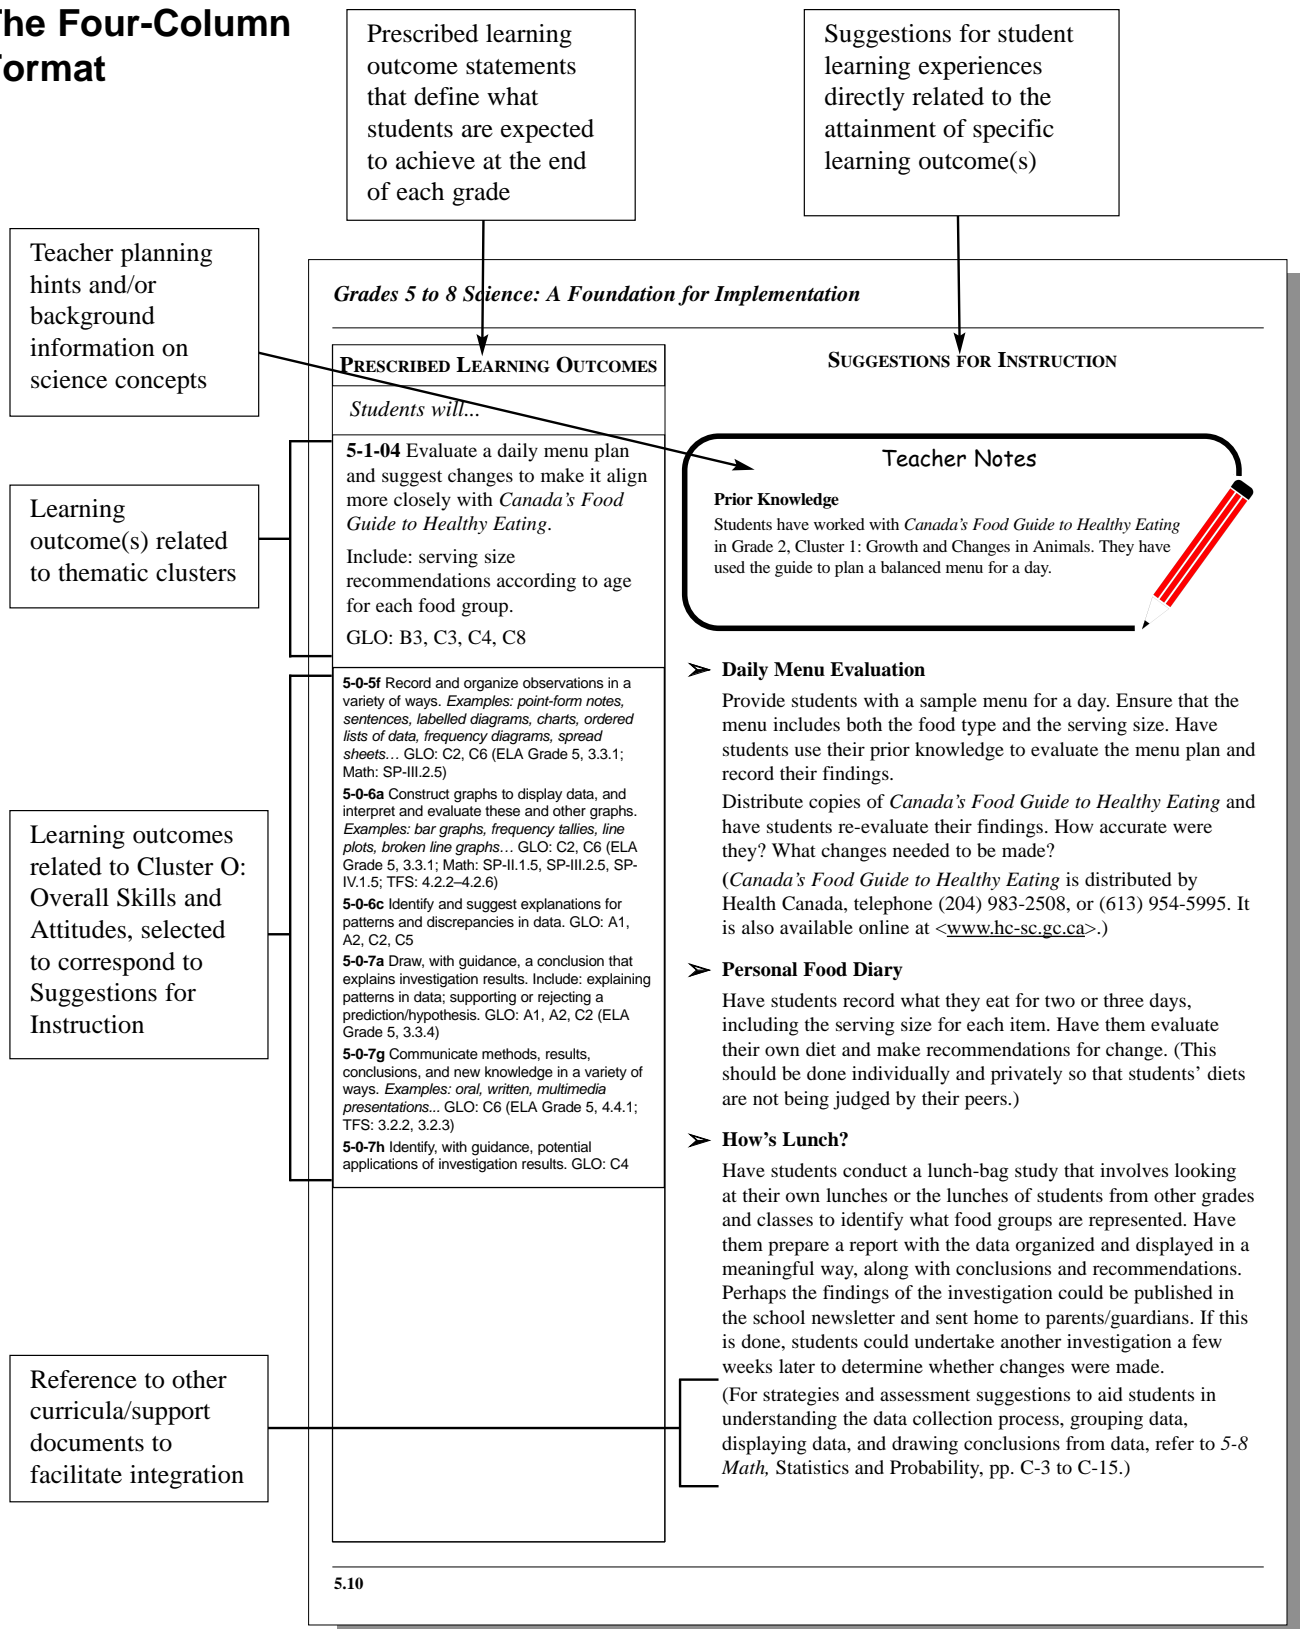 The Four-Column
Format
Prescribed learning
outcome statements
that define what
students are expected
to achieve at the end
of each grade
Suggestions for student
learning experiences
directly related to the
attainment of specific
learning outcome(s)
Teacher planning
hints and/or
background
information on
science concepts
Learning
outcome(s) related
to thematic clusters
Learning outcomes
related to Cluster O:
Overall Skills and
Attitudes, selected
to correspond to
Suggestions for
Instruction
Reference to other
curricula/support
documents to
facilitate integration
Grades 5 to 8 Science: A Foundation for Implementation
PRESCRIBED LEARNING OUTCOMES
Students will...
5-1-04 Evaluate a daily menu plan
and suggest changes to make it align
more closely with Canada's Food
Guide to Healthy Eating.
Include: serving size
recommendations according to age
for each food group.
GLO: B3, C3, C4, C8
5-0-5f Record and organize observations in a
variety of ways. Examples: point-form notes,
sentences, labelled diagrams, charts, ordered
lists of data, frequency diagrams, spread
sheets… GLO: C2, C6 (ELA Grade 5, 3.3.1;
Math: SP-III.2.5)
5-0-6a Construct graphs to display data, and
interpret and evaluate these and other graphs.
Examples: bar graphs, frequency tallies, line
plots, broken line graphs… GLO: C2, C6 (ELA
Grade 5, 3.3.1; Math: SP-II.1.5, SP-III.2.5, SP-
IV.1.5; TFS: 4.2.2–4.2.6)
5-0-6c Identify and suggest explanations for
patterns and discrepancies in data. GLO: A1,
A2, C2, C5
5-0-7a Draw, with guidance, a conclusion that
explains investigation results. Include: explaining
patterns in data; supporting or rejecting a
prediction/hypothesis. GLO: A1, A2, C2 (ELA
Grade 5, 3.3.4)
5-0-7g Communicate methods, results,
conclusions, and new knowledge in a variety of
ways. Examples: oral, written, multimedia
presentations... GLO: C6 (ELA Grade 5, 4.4.1;
TFS: 3.2.2, 3.2.3)
5-0-7h Identify, with guidance, potential
applications of investigation results. GLO: C4
SUGGESTIONS FOR INSTRUCTION
Teacher Notes
Prior Knowledge
Students have worked with Canada's Food Guide to Healthy Eating
in Grade 2, Cluster 1: Growth and Changes in Animals. They have
used the guide to plan a balanced menu for a day.
➢ Daily Menu Evaluation
Provide students with a sample menu for a day. Ensure that the
menu includes both the food type and the serving size. Have
students use their prior knowledge to evaluate the menu plan and
record their findings.
Distribute copies of Canada's Food Guide to Healthy Eating and
have students re-evaluate their findings. How accurate were
they? What changes needed to be made?
(Canada's Food Guide to Healthy Eating is distributed by
Health Canada, telephone (204) 983-2508, or (613) 954-5995. It
is also available online at <www.hc-sc.gc.ca>.)
➢ Personal Food Diary
Have students record what they eat for two or three days,
including the serving size for each item. Have them evaluate
their own diet and make recommendations for change. (This
should be done individually and privately so that students' diets
are not being judged by their peers.)
➢ How's Lunch?
Have students conduct a lunch-bag study that involves looking
at their own lunches or the lunches of students from other grades
and classes to identify what food groups are represented. Have
them prepare a report with the data organized and displayed in a
meaningful way, along with conclusions and recommendations.
Perhaps the findings of the investigation could be published in
the school newsletter and sent home to parents/guardians. If this
is done, students could undertake another investigation a few
weeks later to determine whether changes were made.
(For strategies and assessment suggestions to aid students in
understanding the data collection process, grouping data,
displaying data, and drawing conclusions from data, refer to 5-8
Math, Statistics and Probability, pp. C-3 to C-15.)
5.10